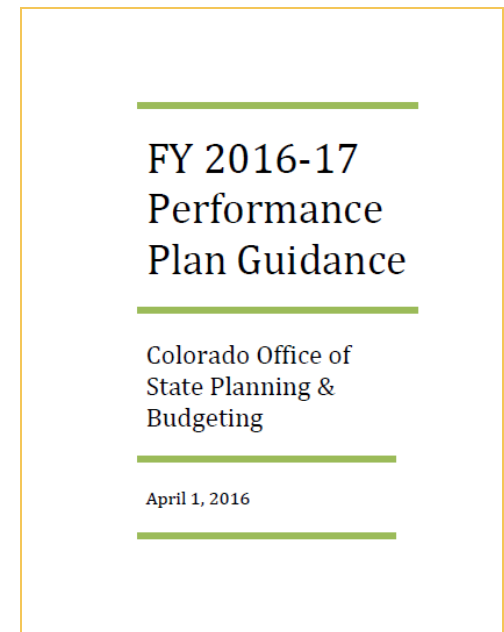 FY 2016-17
Performance
Plan Guidance
Colorado Office of
State Planning &
Budgeting
April 1, 2016